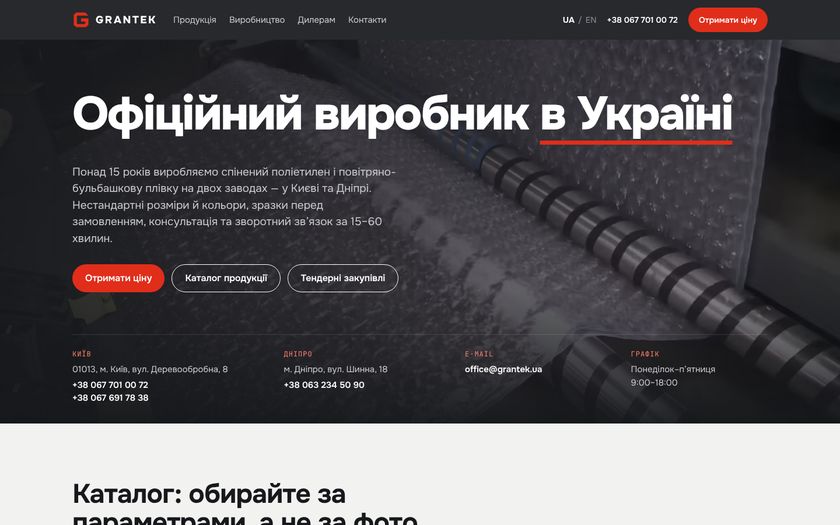 GRANTEK
Продукція
Виробництво
Дилерам
Контакти
UA / EN
+38 067 701 00 72
Отримати ціну
Офіційний виробник в Україні
Понад 15 років виробляємо спінений поліетилен і повітряно-
бульбашкову плівку на двох заводах — у Києві та Дніпрі.
Нестандартні розміри й кольори, зразки перед
замовленням, консультація та зворотний зв'язок за 15–60
хвилин.
Отримати ціну
Каталог продукції
Тендерні закупівлі
КИЇВ
01013, м. Київ, вул. Деревообробна, 8
+38 067 701 00 72
+38 067 691 78 38
ДНІПРО
м. Дніпро, вул. Шинна, 18
+38 063 234 50 90
E-MAIL
office@grantek.ua
ГРАФІК
Понеділок–п'ятниця
9:00–18:00
Каталог: обирайте за
параметрами, а не за фото